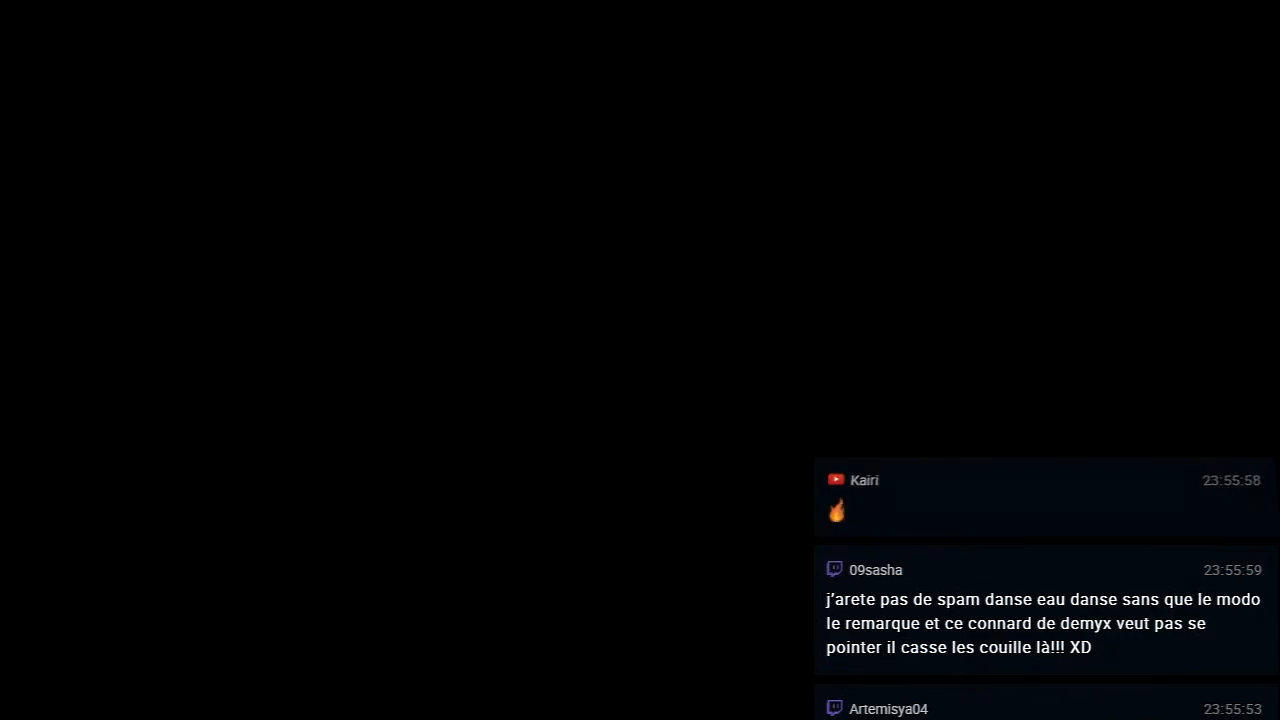 Kairi 23:55:58
🔥
09sasha 23:55:59
j'arete pas de spam danse eau danse sans que le modo
le remarque et ce connard de demyx veut pas se
pointer il casse les couille là!!! XD
Artemisya04 23:55:53